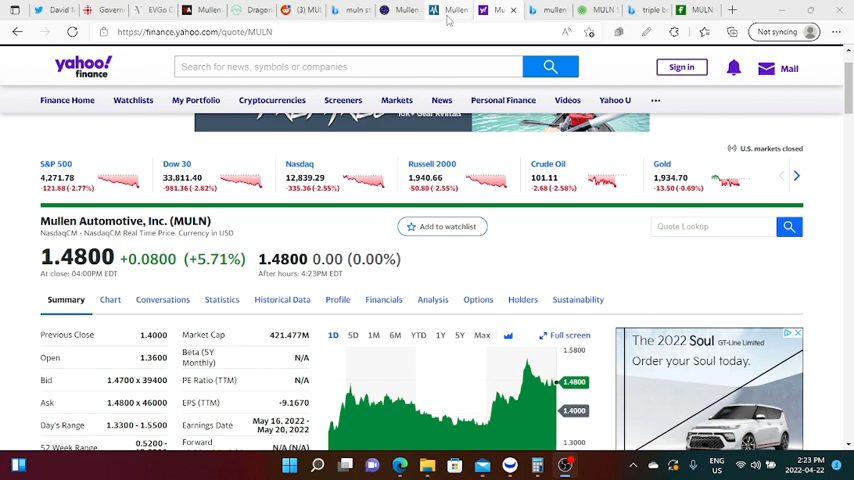 David M
Govern
EVGo C
Mullen
Dragon
(3) MU
muln st
Mullen
Mullen
Mu
mullen
MULN S
triple bo
MULN -
https://finance.yahoo.com/quote/MULN
Not syncing
yahoo!
finance
Search for news, symbols or companies
Sign in
Mail
Finance Home Watchlists My Portfolio Cryptocurrencies Screeners Markets News Personal Finance Videos Yahoo U ...
10k+ Gear Rentals
U.S. markets closed
S&P 500 Dow 30 Nasdaq Russell 2000 Crude Oil Gold
4,271.78 33,811.40 12,839.29 1,940.66 101.11 1,934.70
-121.88 (-2.77%) -981.36 (-2.82%) -335.36 (-2.55%) -50.80 (-2.55%) -2.68 (-2.58%) -13.50 (-0.69%)
Mullen Automotive, Inc. (MULN)
NasdaqCM - NasdaqCM Real Time Price. Currency in USD
Add to watchlist
Quote Lookup
1.4800 +0.0800 (+5.71%) 1.4800 0.00 (0.00%)
At close: 04:00PM EDT After hours: 4:23PM EDT
Summary Chart Conversations Statistics Historical Data Profile Financials Analysis Options Holders Sustainability
Previous Close 1.4000 Market Cap 421.477M
Open 1.3600 Beta (5Y Monthly) N/A
Bid 1.4700 x 39400 PE Ratio (TTM) N/A
Ask 1.4800 x 46000 EPS (TTM) -9.1670
Day's Range 1.3300 - 1.5500 Earnings Date May 16, 2022 - May 20, 2022
52 Week Range 0.5200 - Forward N/A (N/A)
1D 5D 1M 6M YTD 1Y 5Y Max Full screen
1.5800
1.4800
1.4000
1.3000
The 2022 Soul GT-Line Limited
Order your Soul today.
ENG
US
2:23 PM
2022-04-22